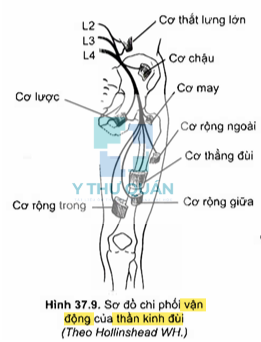 L2
Cơ thắt lưng lớn
L3
L4
Cơ chậu
Cơ lược
Cơ may
Cơ rộng ngoài
Cơ thẳng đùi
Y THƯ QUÁN
Cơ rộng trong
Cơ rộng giữa
Hình 37.9. Sơ đồ chi phối vận
động của thần kinh đùi
(Theo Hollinshead WH.)